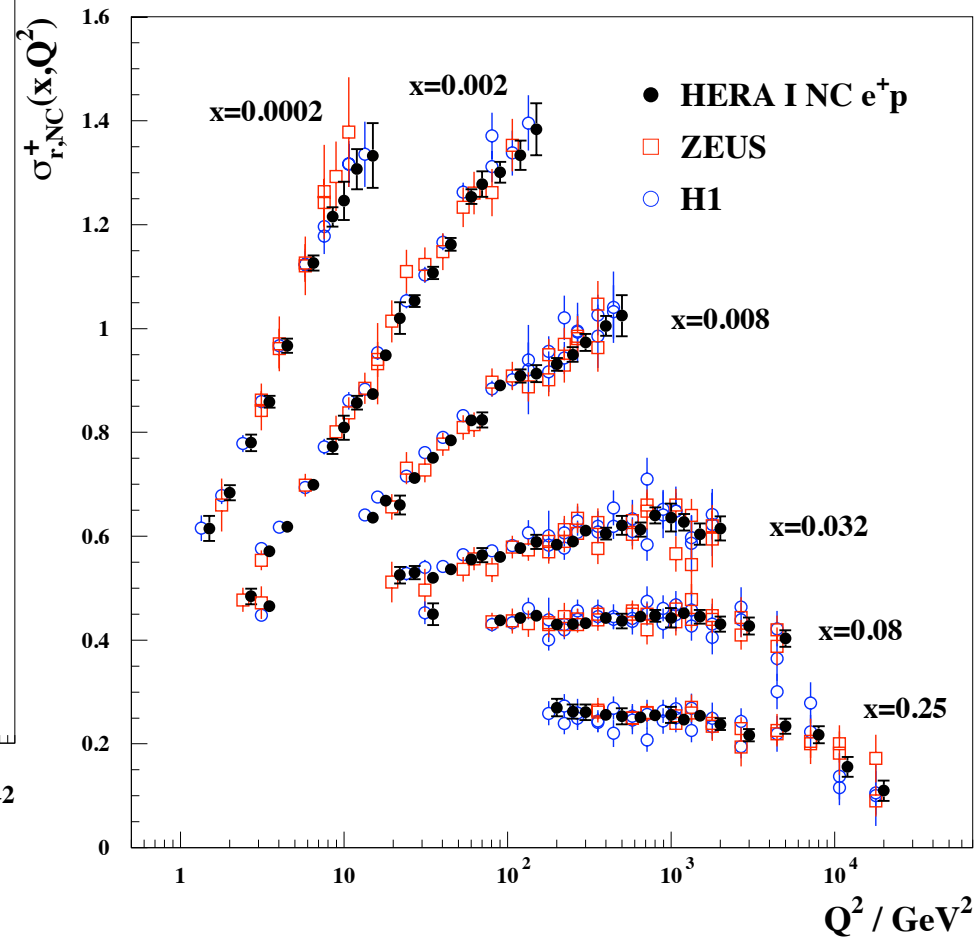 σ⁺r,NC(x,Q²)
1.6
1.4
1.2
1
0.8
0.6
0.4
0.2
0
x=0.0002
x=0.002
HERA I NC e⁺p
ZEUS
H1
x=0.008
x=0.032
x=0.08
x=0.25
1 10 10² 10³ 10⁴
Q² / GeV²